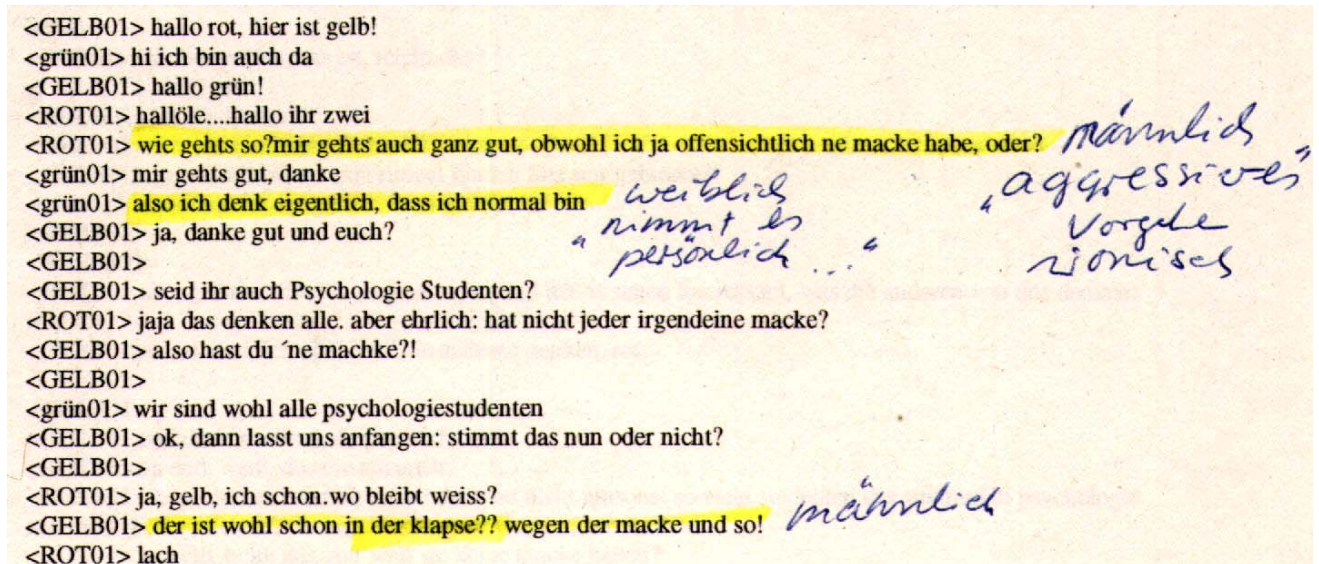 <GELB01> hallo rot, hier ist gelb!
<grün01> hi ich bin auch da
<GELB01> hallo grün!
<ROT01> hallöle....hallo ihr zwei
<ROT01> wie gehts so?mir gehts auch ganz gut, obwohl ich ja offensichtlich ne macke habe, oder? männlich
<grün01> mir gehts gut, danke
„aggressives“
<grün01> also ich denk eigentlich, dass ich normal bin weiblich
<GELB01> ja, danke gut und euch? „nimmt es
Vorgehe
<GELB01>
persönlich ...“
<GELB01> seid ihr auch Psychologie Studenten?
<ROT01> jaja das denken alle. aber ehrlich: hat nicht jeder irgendeine macke?
<GELB01> also hast du ´ne machke?!
<GELB01>
<grün01> wir sind wohl alle psychologiestudenten
<GELB01> ok, dann lasst uns anfangen: stimmt das nun oder nicht?
<GELB01>
<ROT01> ja, gelb, ich schon.wo bleibt weiss?
<GELB01> der ist wohl schon in der klapse?? wegen der macke und so! männlich
<ROT01> lach